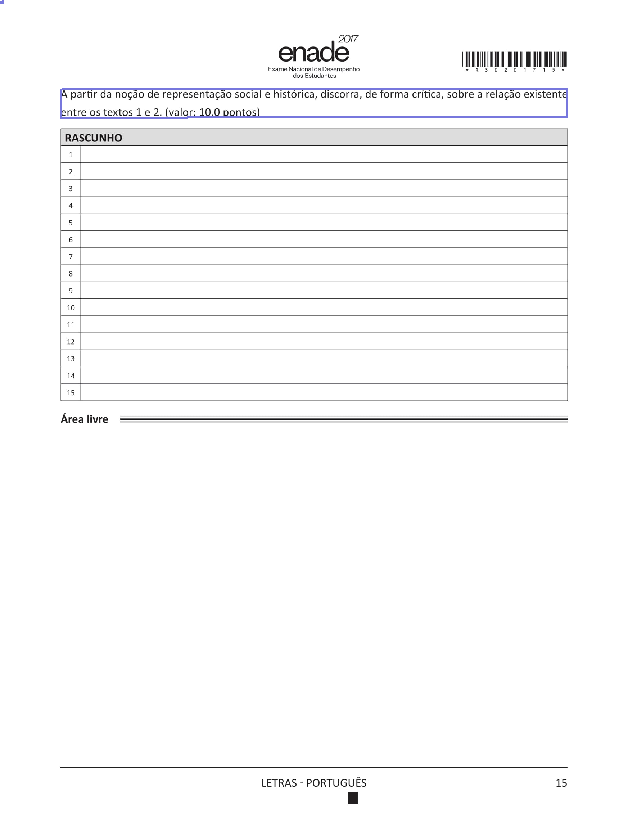 enade 2017
Exame Nacional de Desempenho
dos Estudantes
A partir da noção de representação social e histórica, discorra, de forma crítica, sobre a relação existente
entre os textos 1 e 2. (valor: 10,0 pontos)
RASCUNHO
1
2
3
4
5
6
7
8
9
10
11
12
13
14
15
Área livre
LETRAS - PORTUGUÊS 15